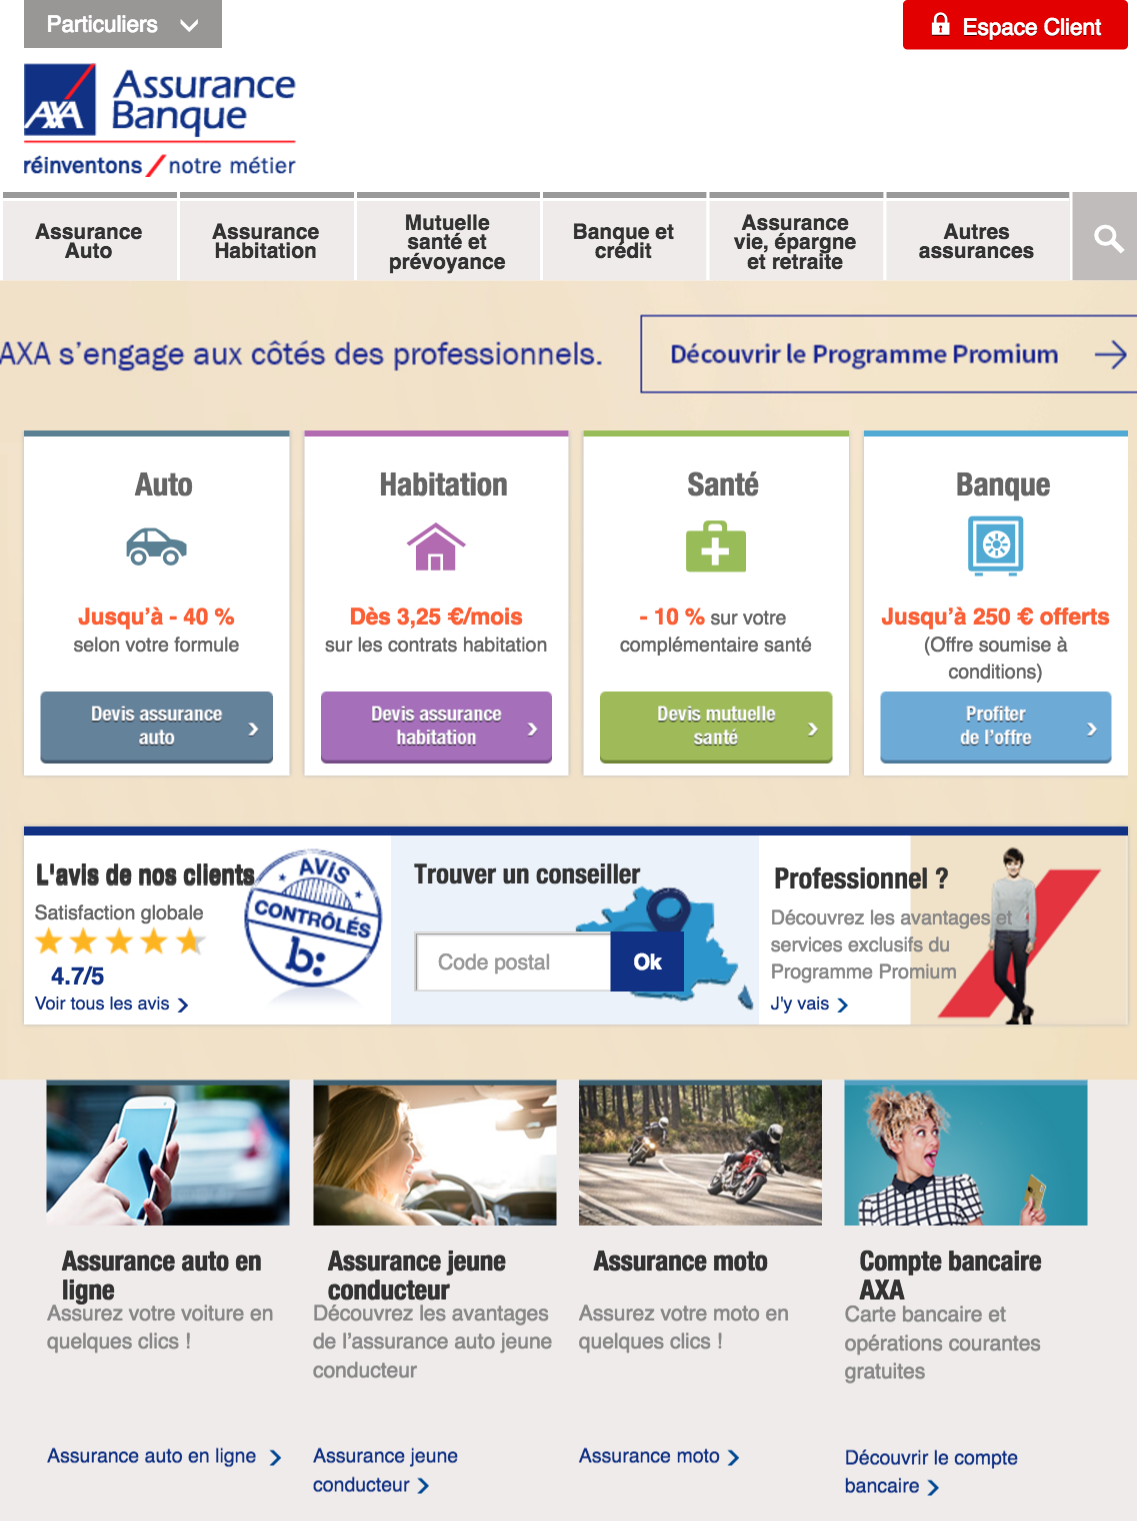 Particuliers
Espace Client
AXA
Assurance
Banque
réinventons / notre métier
Assurance
Auto
Assurance
Habitation
Mutuelle
santé et
prévoyance
Banque et
crédit
Assurance
vie, épargne
et retraite
Autres
assurances
AXA s'engage aux côtés des professionnels.
Découvrir le Programme Promium
Auto
Jusqu'à - 40 %
selon votre formule
Devis assurance
auto
Habitation
Dès 3,25 €/mois
sur les contrats habitation
Devis assurance
habitation
Santé
- 10 % sur votre
complémentaire santé
Devis mutuelle
santé
Banque
Jusqu'à 250 € offerts
(Offre soumise à
conditions)
Profiter
de l'offre
L'avis de nos clients
Satisfaction globale
4.7/5
Voir tous les avis
AVIS
CONTRÔLÉS
b:
Trouver un conseiller
Code postal
Ok
Professionnel ?
Découvrez les avantages et
services exclusifs du
Programme Promium
J'y vais
Assurance auto en
ligne
Assurez votre voiture en
quelques clics !
Assurance auto en ligne
Assurance jeune
conducteur
Découvrez les avantages
de l'assurance auto jeune
conducteur
Assurance jeune
conducteur
Assurance moto
Assurez votre moto en
quelques clics !
Assurance moto
Compte bancaire
AXA
Carte bancaire et
opérations courantes
gratuites
Découvrir le compte
bancaire